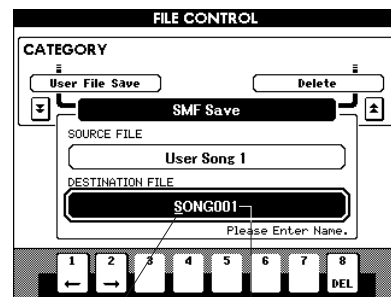 FILE CONTROL
CATEGORY
User File Save
Delete
SMF Save
SOURCE FILE
User Song 1
DESTINATION FILE
SONG001
Please Enter Name.
1 2 3 4 5 6 7 8
← → DEL